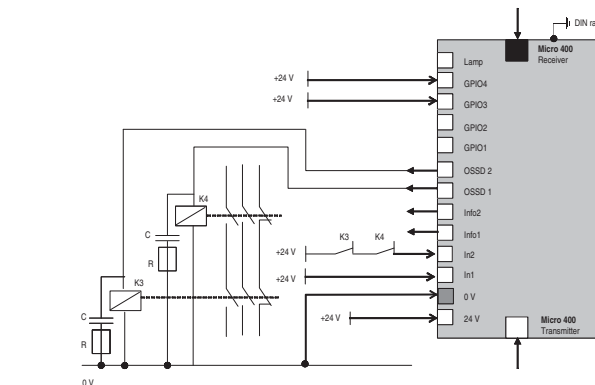 DIN ra
Micro 400
Receiver
Lamp
+24 V
GPIO4
+24 V
GPIO3
GPIO2
GPIO1
OSSD 2
OSSD 1
K4
Info2
C
K3
K4
Info1
+24 V
In2
R
+24 V
In1
K3
0 V
C
+24 V
24 V
Micro 400
Transmitter
R
0 V